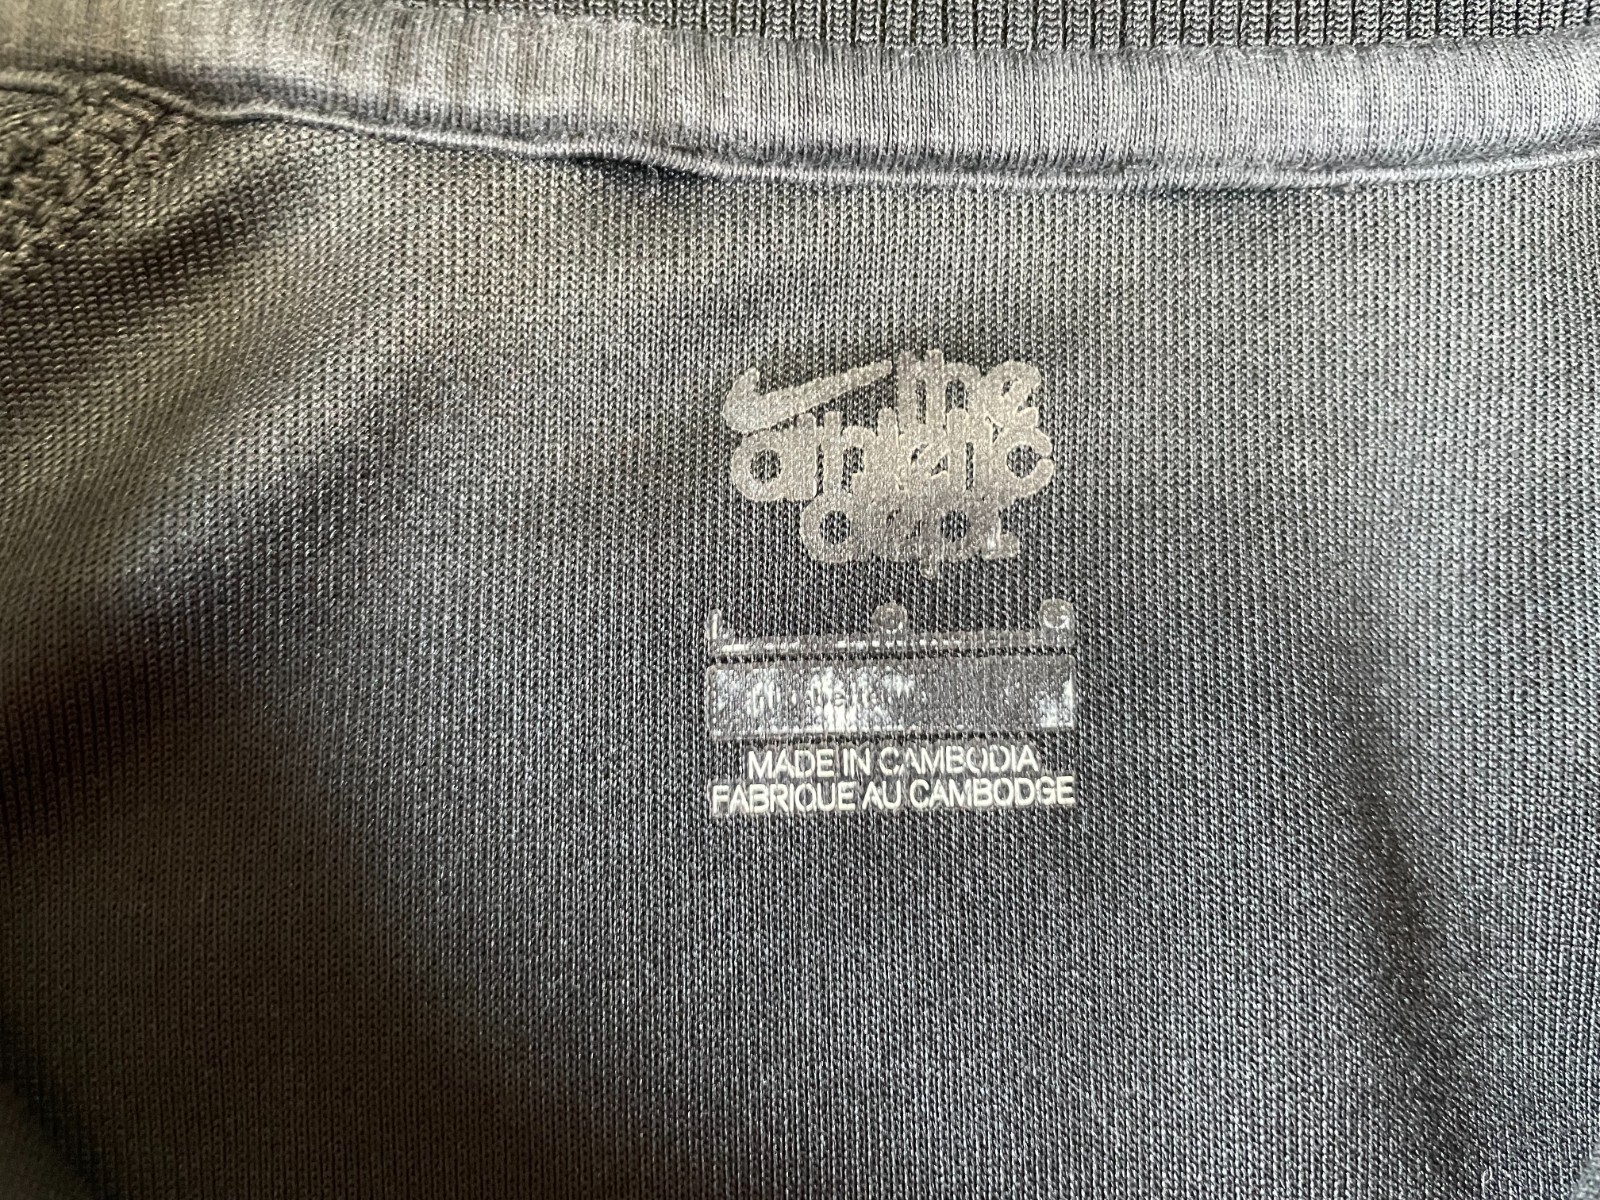 the
athletic
dept.
L G G
MADE IN CAMBODIA
FABRIQUE AU CAMBODGE